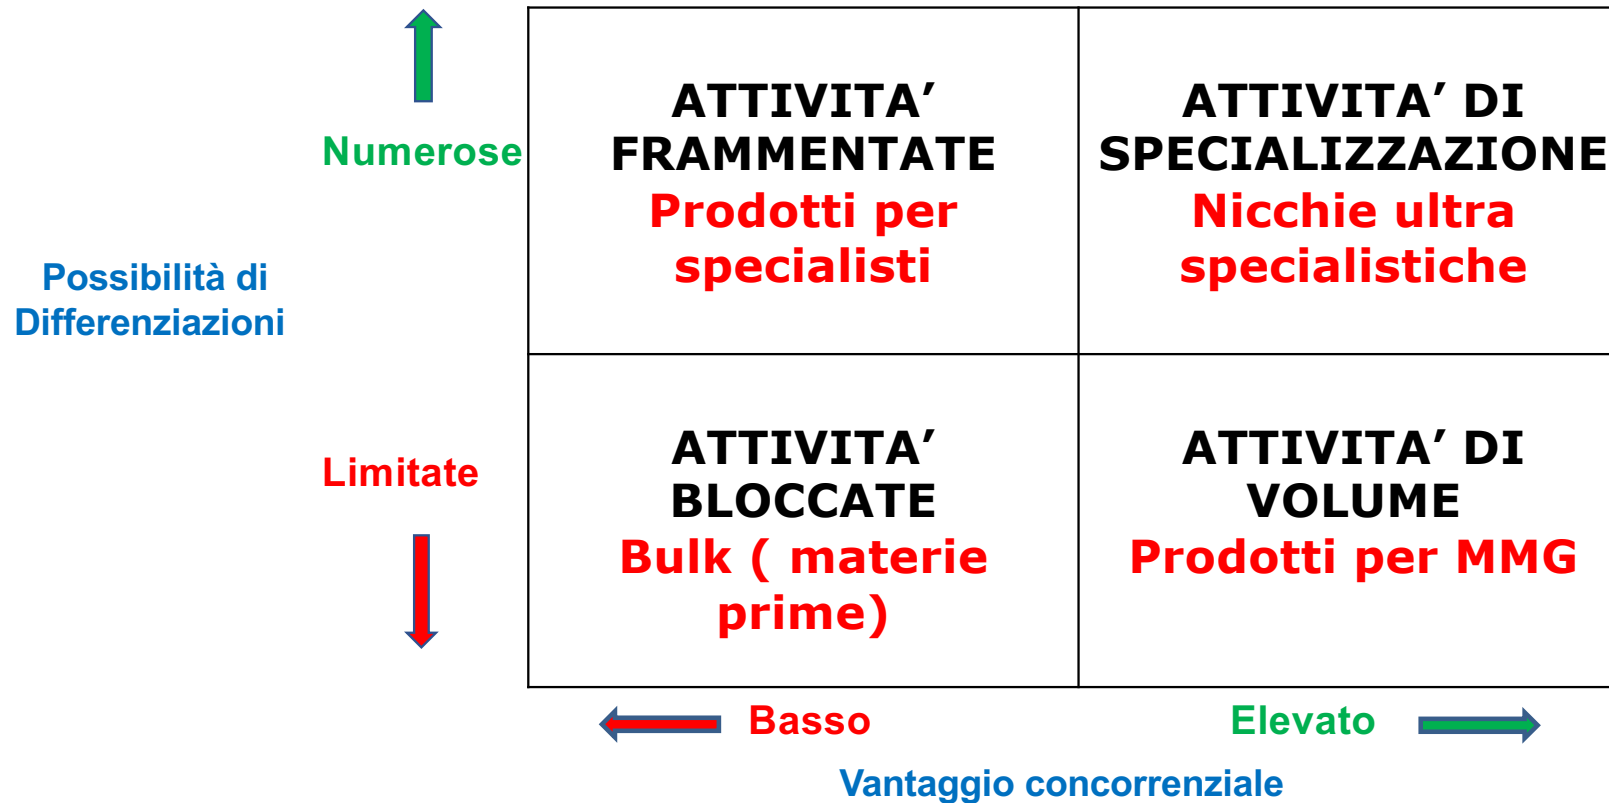 ATTIVITA’
FRAMMENTATE
Prodotti per
specialisti
ATTIVITA’ DI
SPECIALIZZAZIONE
Nicchie ultra
specialistiche
Numerose
Possibilità di
Differenziazioni
Limitate
ATTIVITA’
BLOCCATE
Bulk ( materie
prime)
ATTIVITA’ DI
VOLUME
Prodotti per MMG
Basso
Elevato
Vantaggio concorrenziale